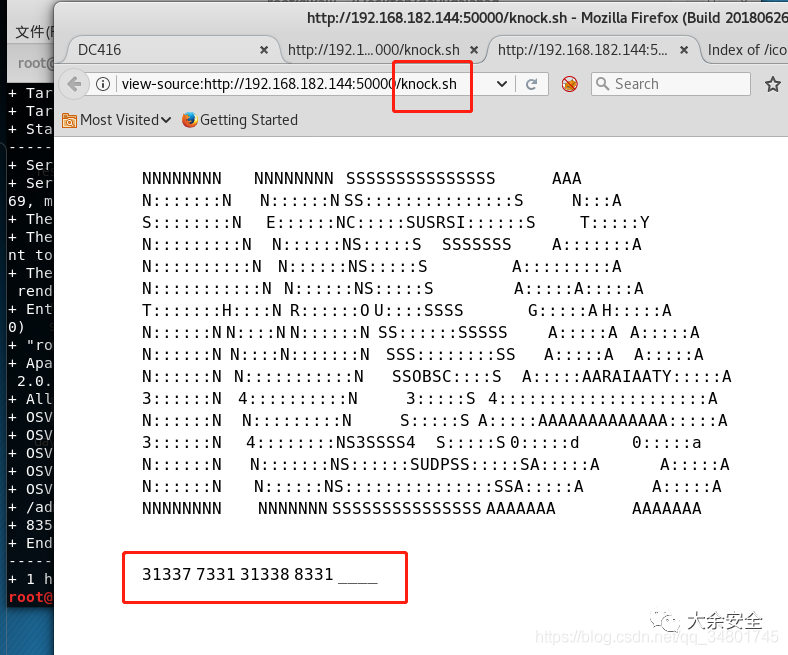 http://192.168.182.144:50000/knock.sh - Mozilla Firefox (Build 20180626
文件(F
DC416 × http://192.1...000/knock.sh × http://192.168.182.144:5... × Index of /ico
root@
view-source:http://192.168.182.144:50000/knock.sh Search
Most Visited Getting Started
+ Tar
+ Tar
+ Sta
-----
+ Ser
+ Ser
69, m
+ The
+ The
nt to
+ The
rend
+ Ent
0)
+ "ro
+ Apa
2.0.
+ All
+ OSV
+ OSV
+ OSV
+ OSV
+ OSV
+ /ad
+ 835
+ End
-----
+ 1 h
root@
NNNNNNNN NNNNNNNN SSSSSSSSSSSSSSS AAA
N:::::::N N::::::N SS:::::::::::::::S N:::A
S::::::::N E::::::NC:::::SUSRSI::::::S T:::::Y
N:::::::::N N::::::NS:::::S SSSSSSS A:::::::A
N::::::::::N N::::::NS:::::S A:::::::::A
N:::::::::::N N::::::NS:::::S A:::::A:::::A
T:::::::H::::N R::::::O U::::SSSS G:::::A H:::::A
N::::::N N::::N N::::::N SS::::::SSSSS A:::::A A:::::A
N::::::N N::::N:::::::N SSS::::::::SS A:::::A A:::::A
N::::::N N:::::::::::N SSOBSC::::S A:::::AARAIAATY:::::A
3::::::N 4::::::::::N 3:::::S 4:::::::::::::::::::::A
N::::::N N:::::::::N S:::::S A:::::AAAAAAAAAAAAA:::::A
3::::::N 4::::::::NS3SSSS4 S:::::S 0:::::d 0:::::a
N::::::N N:::::::NS::::::SUDPSS:::::SA:::::A A:::::A
N::::::N N::::::NS:::::::::::::::SSA:::::A A:::::A
NNNNNNNN NNNNNNN SSSSSSSSSSSSSSS AAAAAAA AAAAAAA
31337 7331 31338 8331 ____
大余安全
https://blog.csdn.net/qq_34801745